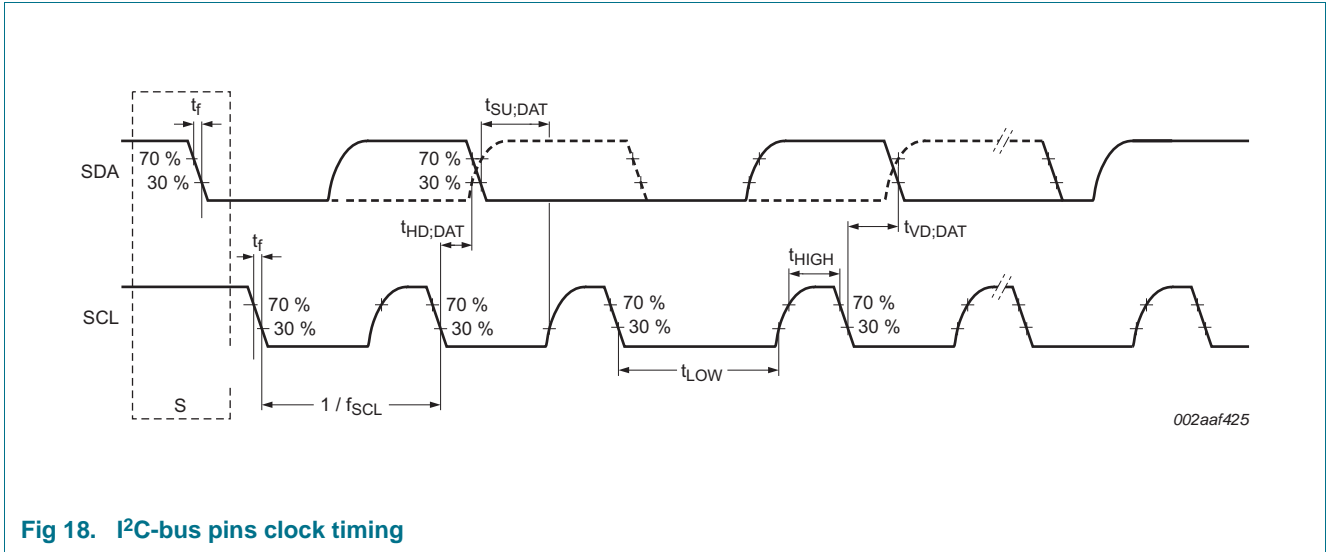 tf
tSU;DAT
SDA
70 %
30 %
70 %
30 %
tHD;DAT
tVD;DAT
tf
tHIGH
SCL
70 %
30 %
70 %
30 %
70 %
30 %
70 %
30 %
tLOW
S
1 / fSCL
002aaf425
Fig 18. I2C-bus pins clock timing